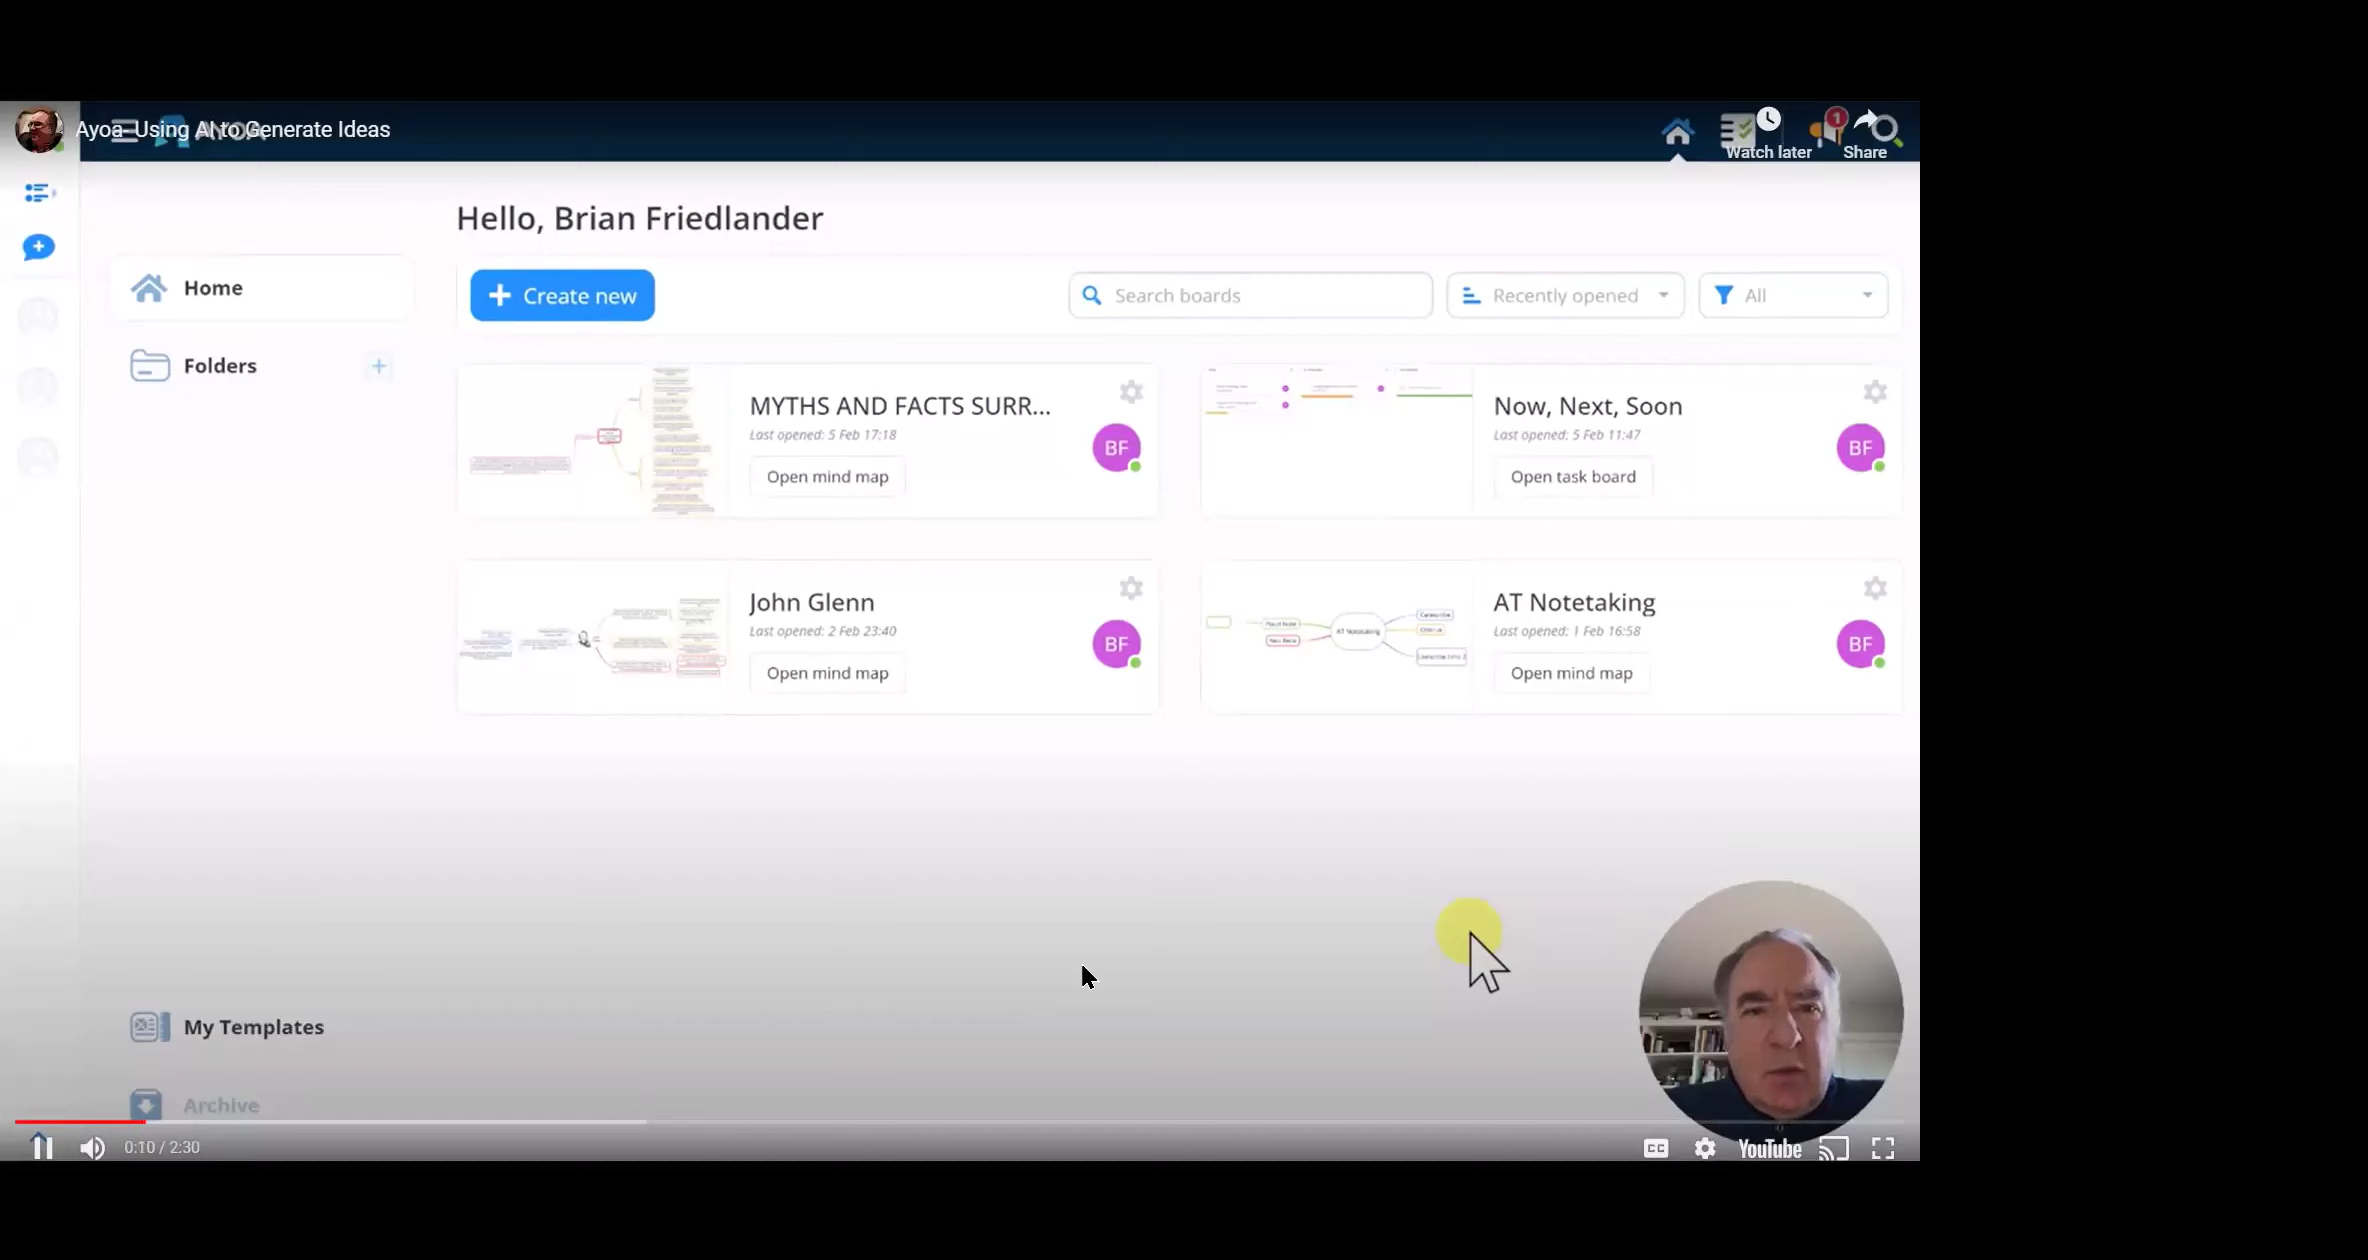 Ayoa- Using AI to Generate Ideas
1
Watch later
Share
Hello, Brian Friedlander
Home
Folders
+ Create new
Search boards
Recently opened
All
MYTHS AND FACTS SURR...
Last opened: 5 Feb 17:18
BF
Open mind map
Now, Next, Soon
Last opened: 5 Feb 11:47
BF
Open task board
John Glenn
Last opened: 2 Feb 23:40
BF
Open mind map
AT Notetaking
AT Notetaking
Last opened: 1 Feb 16:58
BF
Open mind map
My Templates
Archive
0:10 / 2:30
CC
YouTube